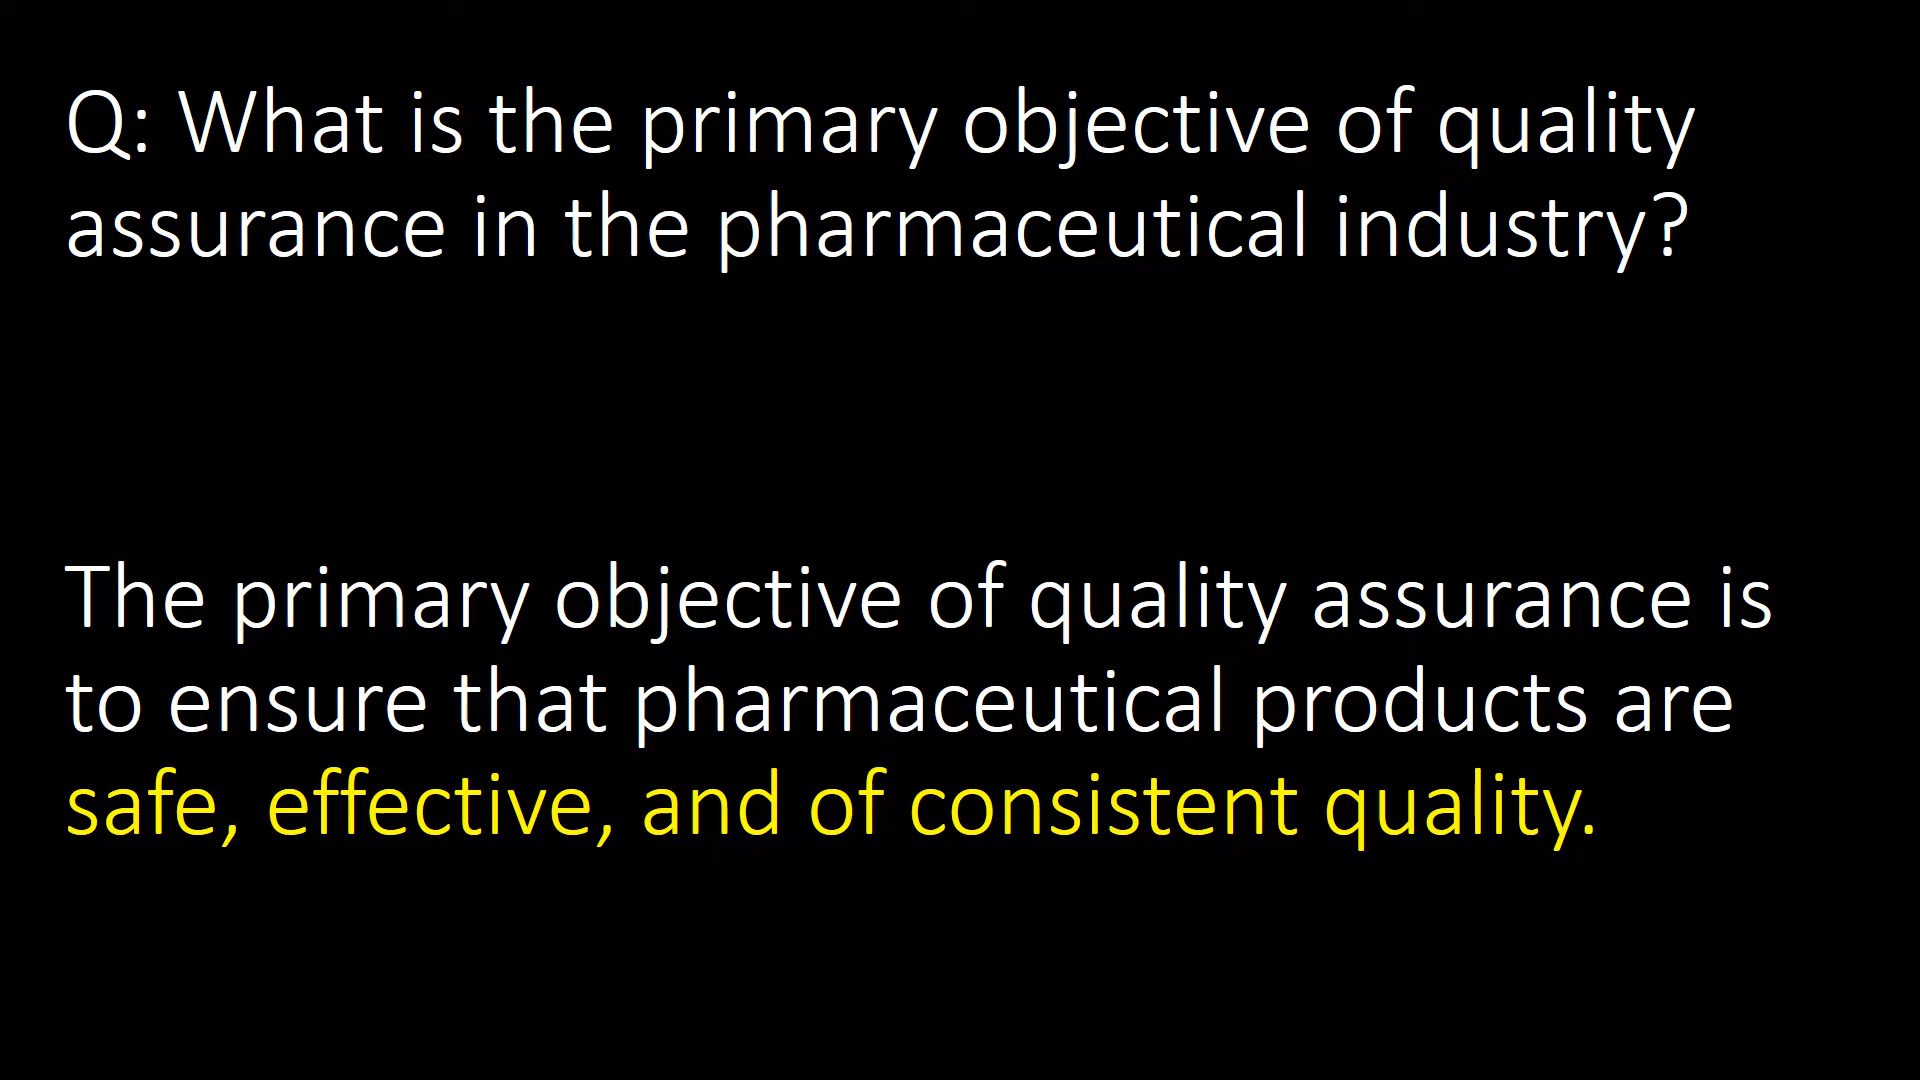 Q: What is the primary objective of quality
assurance in the pharmaceutical industry?
The primary objective of quality assurance is
to ensure that pharmaceutical products are
safe, effective, and of consistent quality.